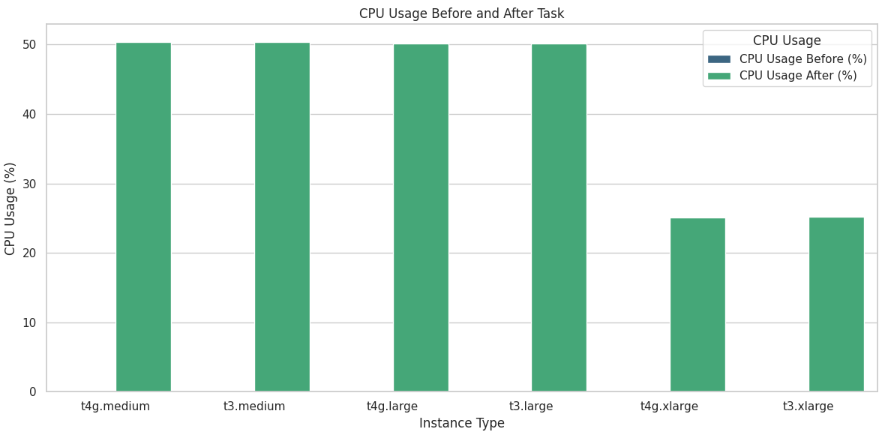 CPU Usage Before and After Task
CPU Usage
CPU Usage Before (%)
CPU Usage After (%)
CPU Usage (%)
50
40
30
20
10
0
t4g.medium t3.medium t4g.large t3.large t4g.xlarge t3.xlarge
Instance Type